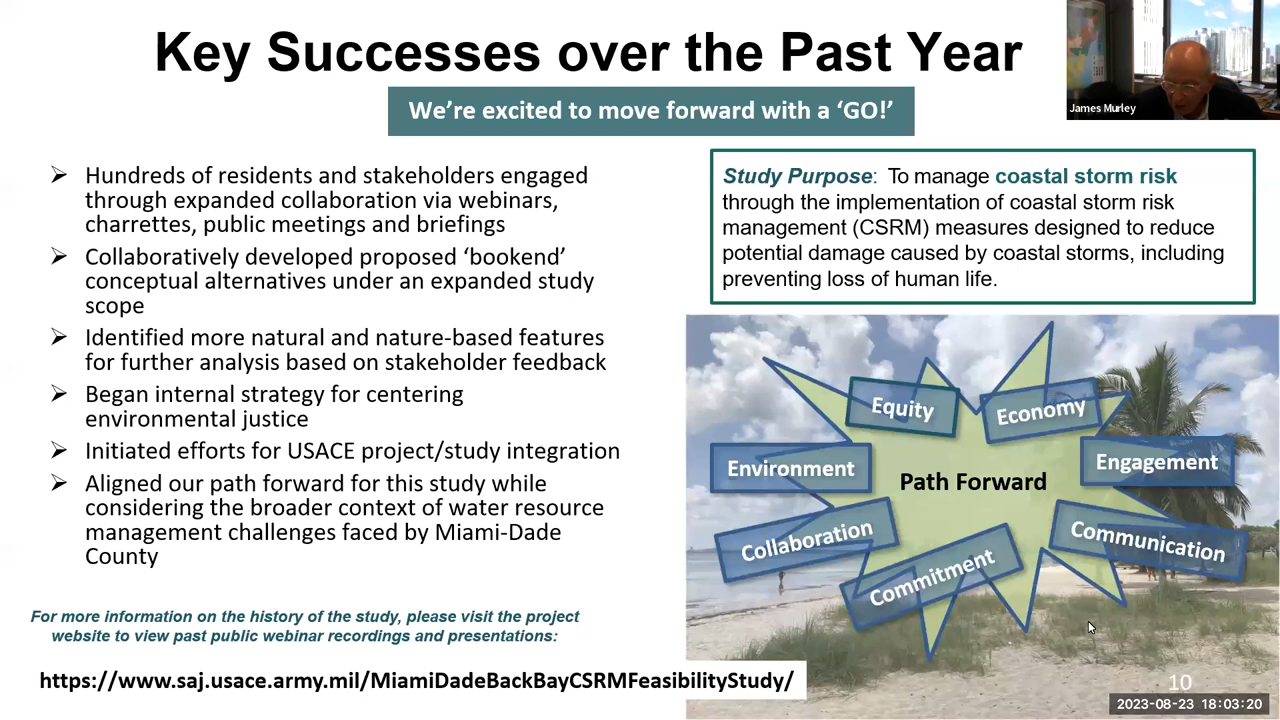 Key Successes over the Past Year
We're excited to move forward with a 'GO!'
James Murley
➢ Hundreds of residents and stakeholders engaged
through expanded collaboration via webinars,
charrettes, public meetings and briefings
➢ Collaboratively developed proposed 'bookend'
conceptual alternatives under an expanded study
scope
➢ Identified more natural and nature-based features
for further analysis based on stakeholder feedback
➢ Began internal strategy for centering
environmental justice
➢ Initiated efforts for USACE project/study integration
➢ Aligned our path forward for this study while
considering the broader context of water resource
management challenges faced by Miami-Dade
County
For more information on the history of the study, please visit the project
website to view past public webinar recordings and presentations:
https://www.saj.usace.army.mil/MiamiDadeBackBayCSRMFeasibilityStudy/
Study Purpose: To manage coastal storm risk
through the implementation of coastal storm risk
management (CSRM) measures designed to reduce
potential damage caused by coastal storms, including
preventing loss of human life.
Equity
Economy
Environment
Engagement
Path Forward
Collaboration
Communication
Commitment
10
2023-08-23 18:03:20